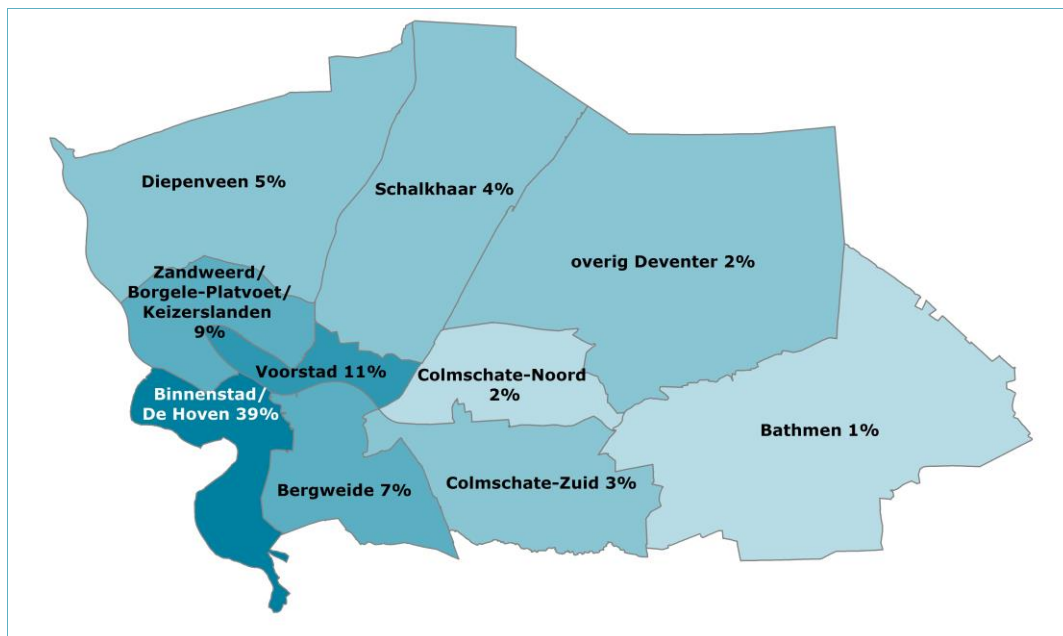 Diepenveen 5%
Schalkhaar 4%
overig Deventer 2%
Zandweerd/
Borgele-Platvoet/
Keizerslanden
9%
Voorstad 11%
Colmschate-Noord
2%
Binnenstad/
De Hoven 39%
Bathmen 1%
Bergweide 7%
Colmschate-Zuid 3%